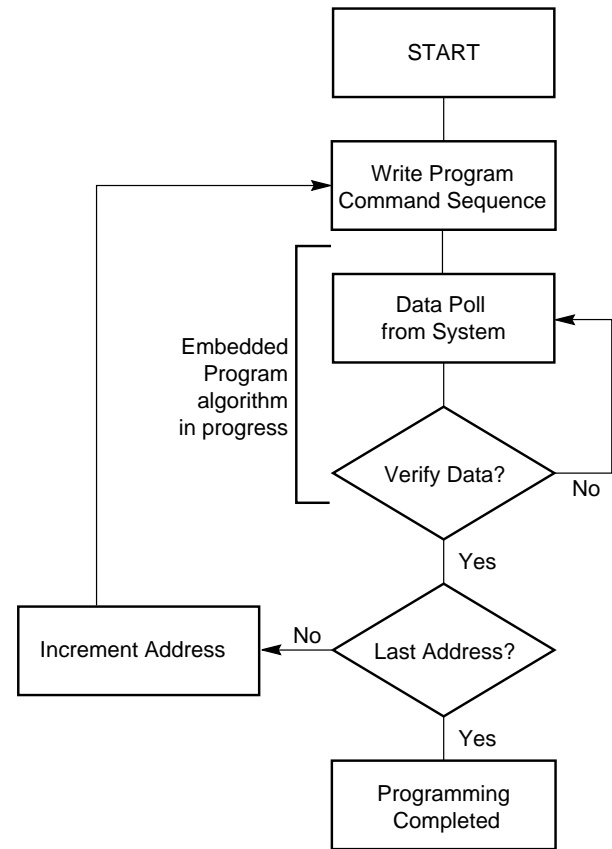 START
Write Program
Command Sequence
Data Poll
from System
Embedded
Program
algorithm
in progress
Verify Data?
No
Yes
Increment Address
No
Last Address?
Yes
Programming
Completed